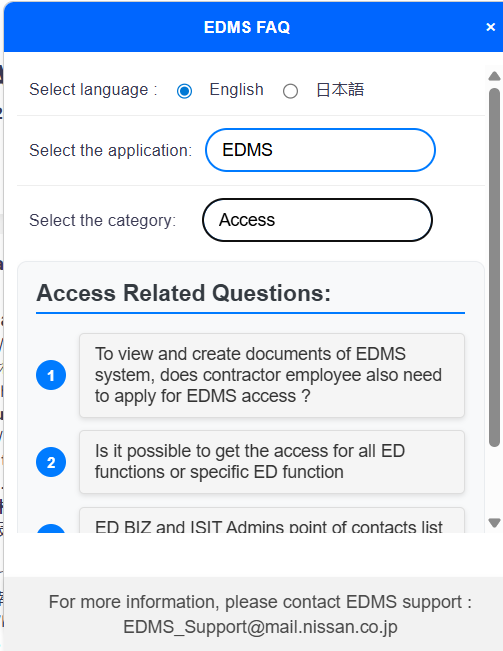 EDMS FAQ ×
Select language : English 日本語
Select the application: EDMS
Select the category: Access
Access Related Questions:
1 To view and create documents of EDMS
system, does contractor employee also need
to apply for EDMS access ?
2 Is it possible to get the access for all ED
functions or specific ED function
ED BIZ and ISIT Admins point of contacts list
For more information, please contact EDMS support :
EDMS_Support@mail.nissan.co.jp